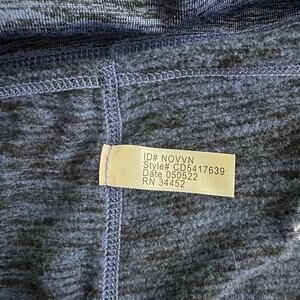 ID# NOVVN
Style# CD5417639
Date 050522
RN 34452